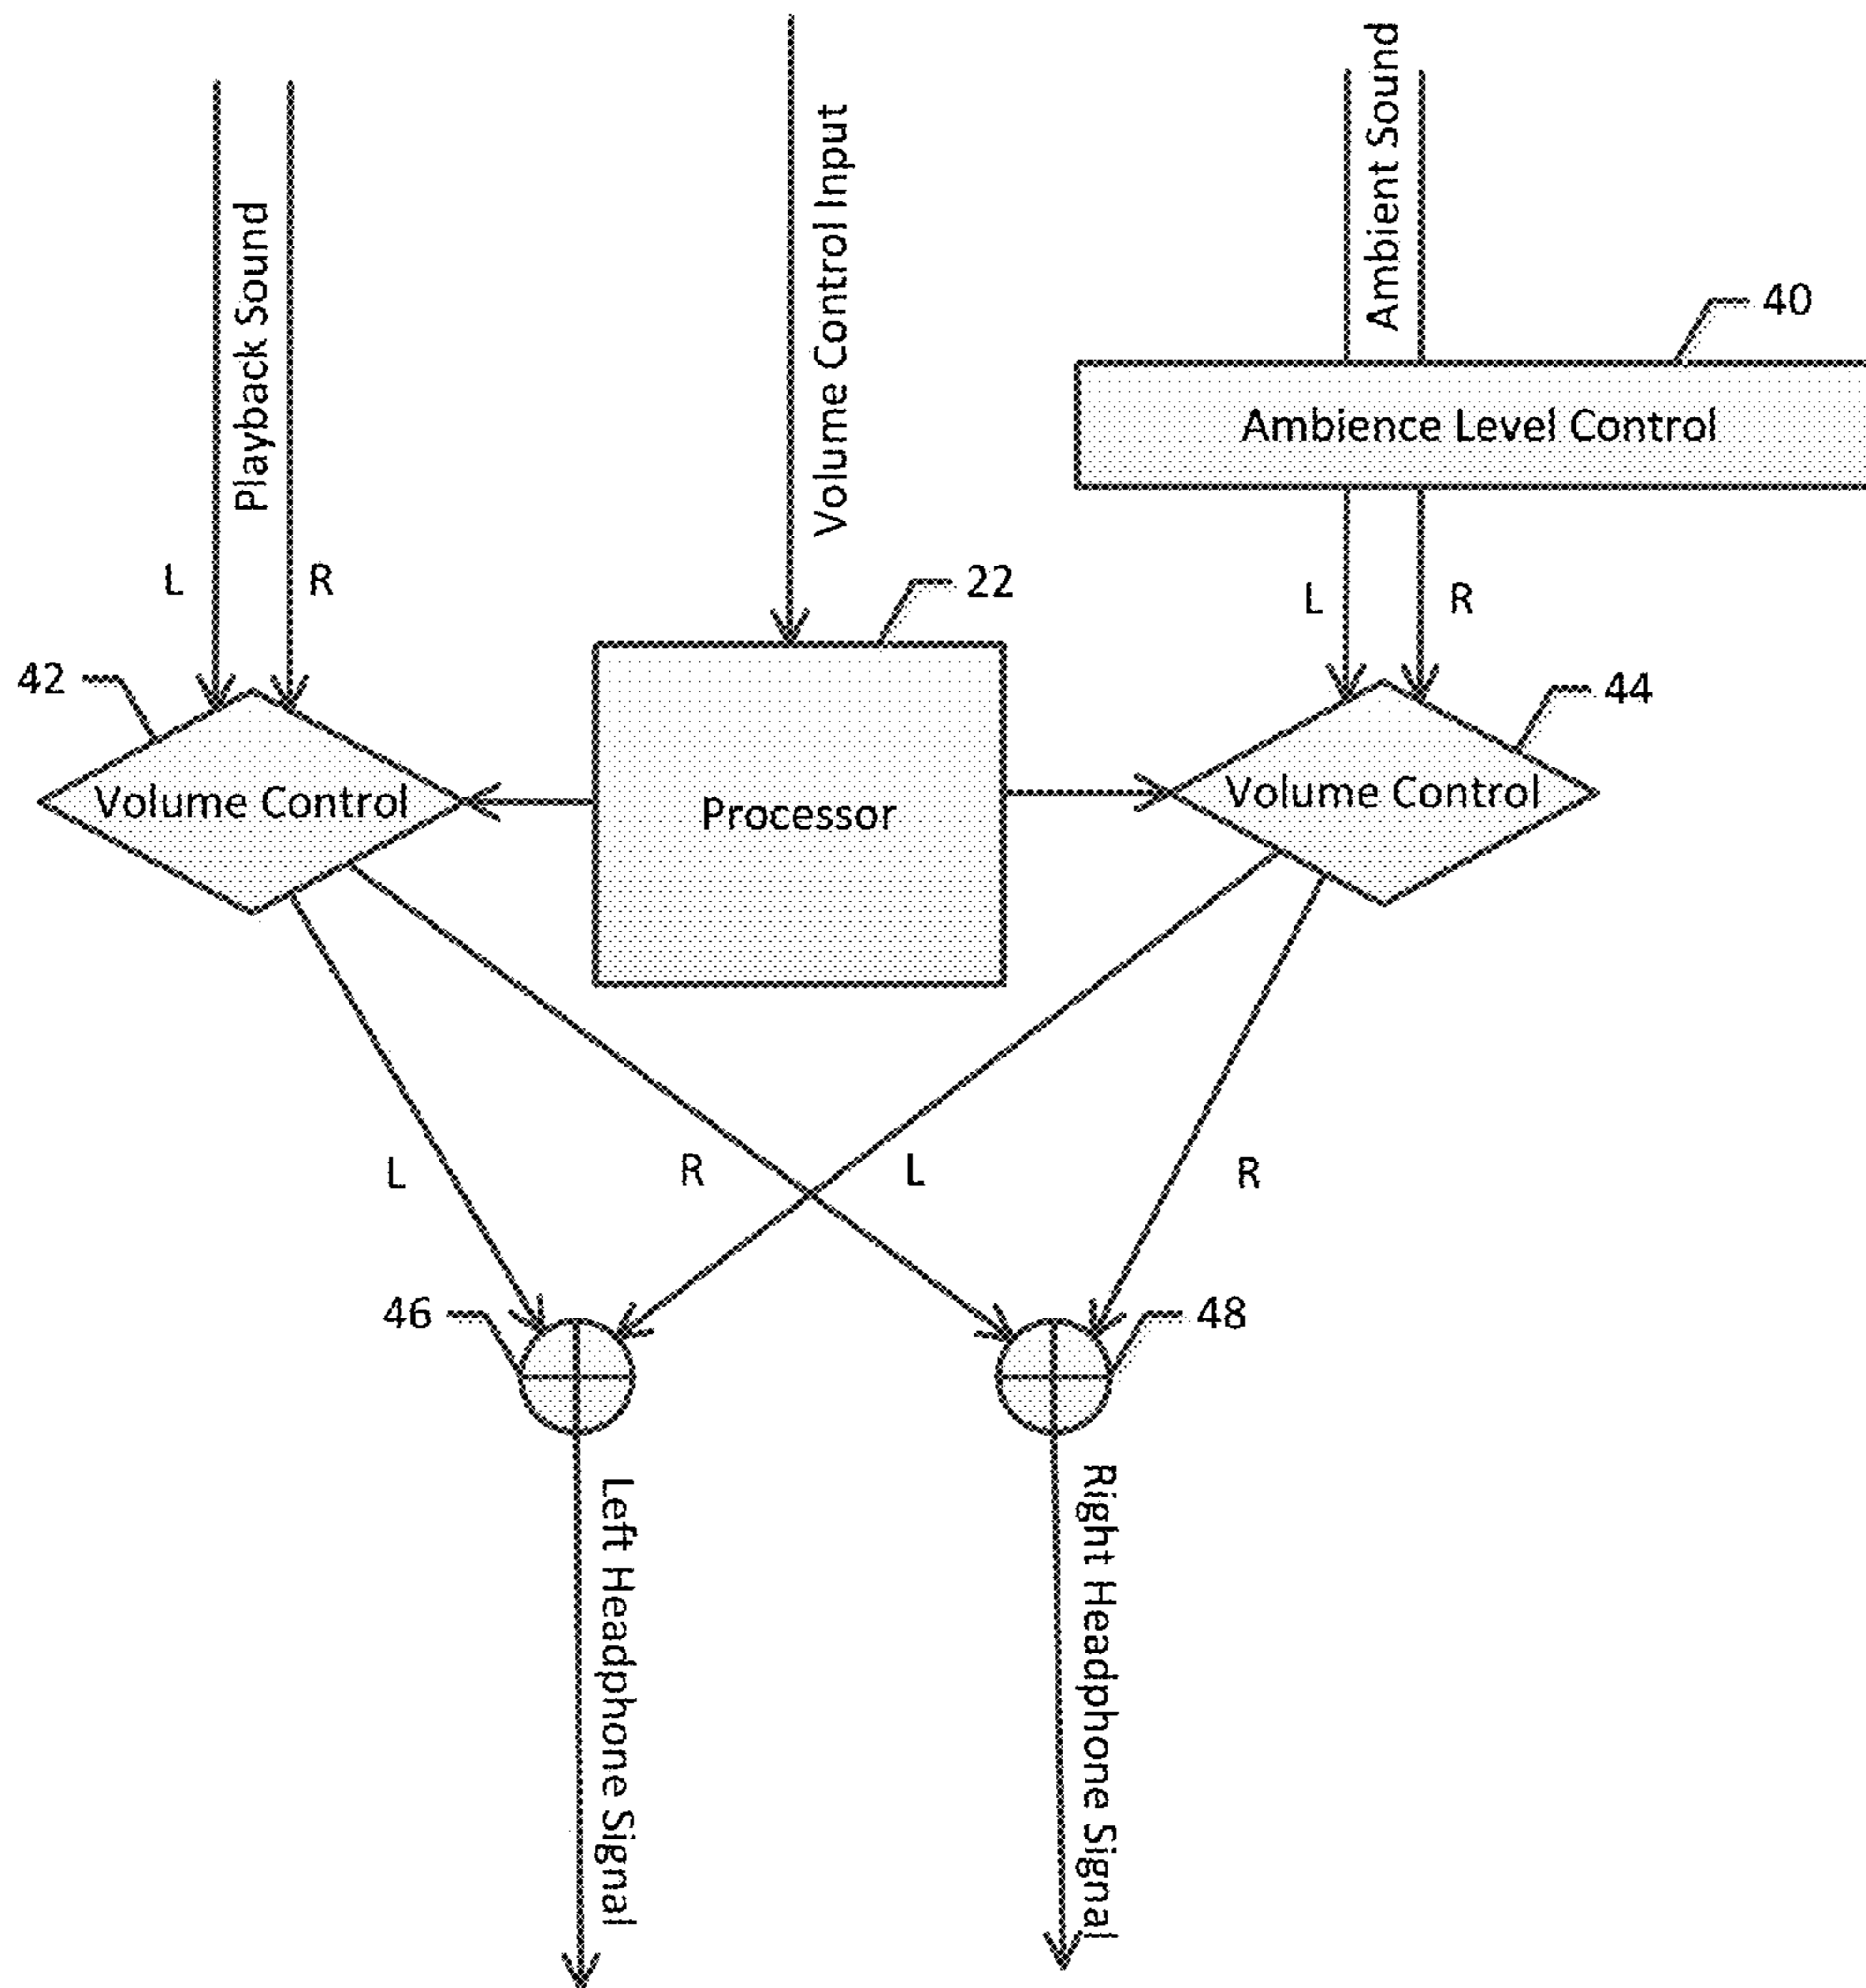 Playback Sound
Volume Control Input
Ambient Sound
40
Ambience Level Control
L
R
22
L
R
42
44
Volume Control
Processor
Volume Control
L
R
L
R
46
48
Left Headphone Signal
Right Headphone Signal